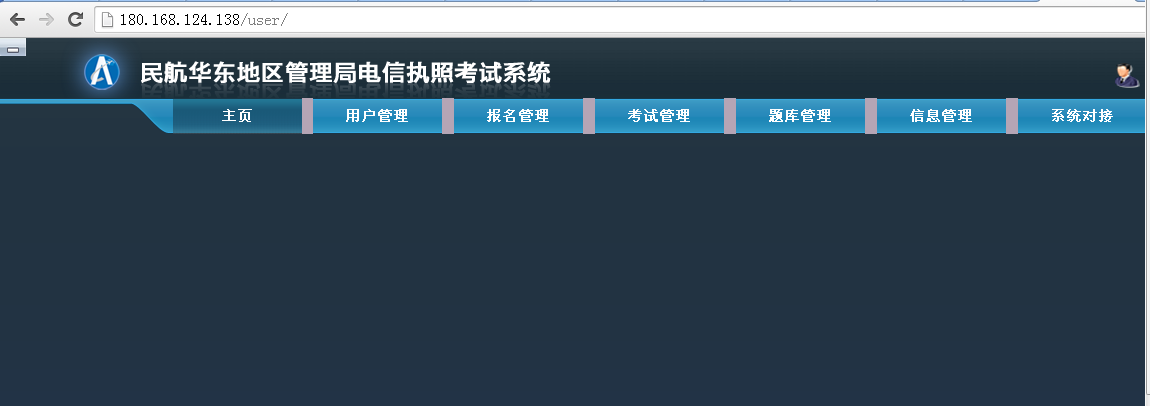 180.168.124.138/user/
民航华东地区管理局电信执照考试系统
主页 用户管理 报名管理 考试管理 题库管理 信息管理 系统对接